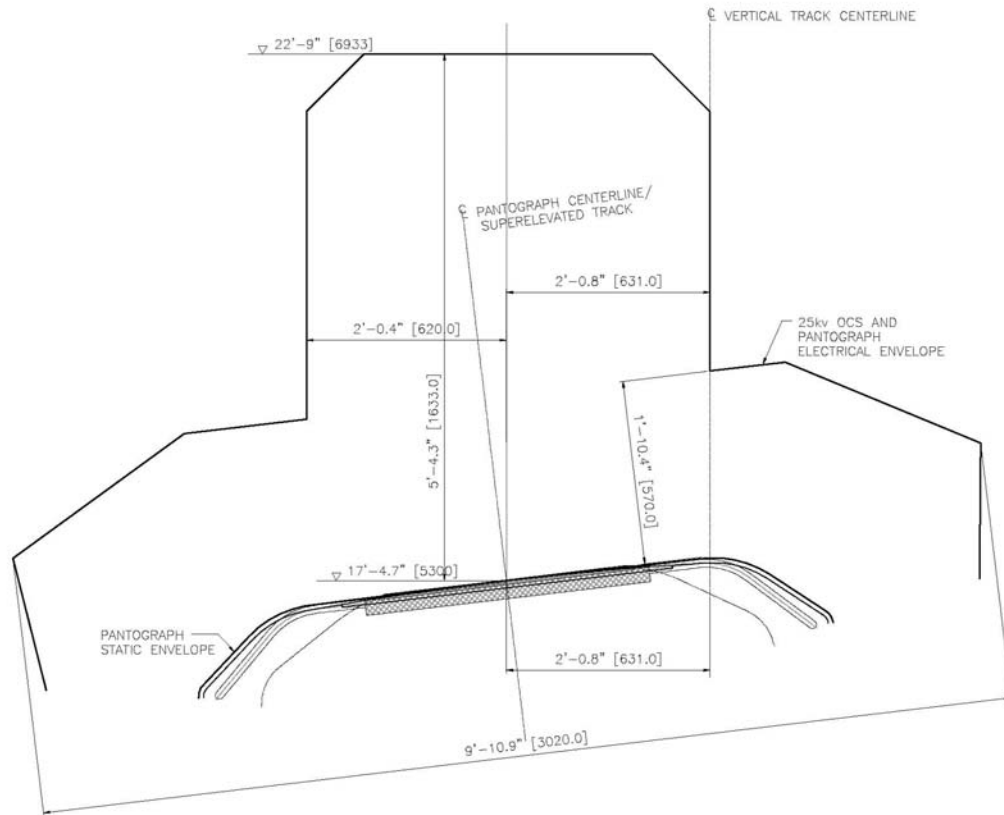 ℄ VERTICAL TRACK CENTERLINE
22'-9" [6933]
℄ PANTOGRAPH CENTERLINE/
SUPERELEVATED TRACK
2'-0.8" [631.0]
2'-0.4" [620.0]
25kv OCS AND
PANTOGRAPH
ELECTRICAL ENVELOPE
5'-4.3" [1633.0]
1'-10.4" [570.0]
17'-4.7" [5300]
PANTOGRAPH
STATIC ENVELOPE
2'-0.8" [631.0]
9'-10.9" [3020.0]